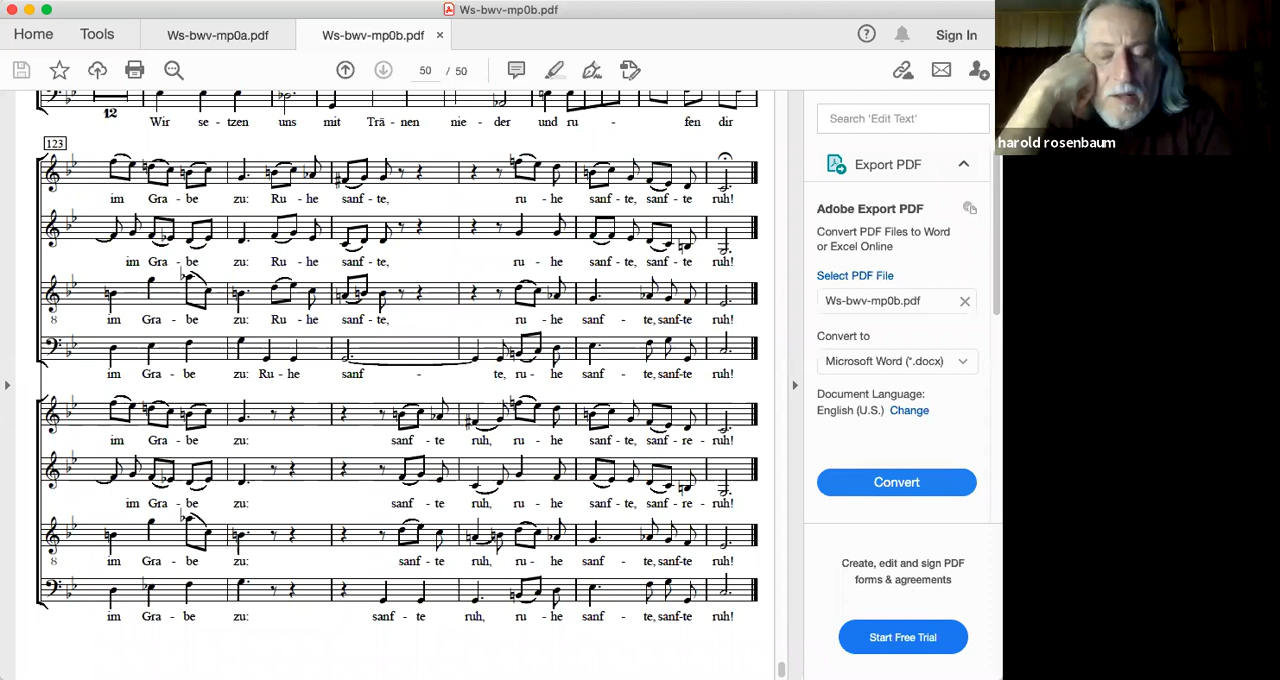 Ws-bwv-mp0b.pdf
Home Tools Ws-bwv-mp0a.pdf Ws-bwv-mp0b.pdf × Sign In
50 / 50
12
Wir se - tzen uns mit Trä - nen nie - der und ru - fen dir
123
im Gra - be zu: Ru - he sanf - te, ru - he sanf - te, sanf - te ruh!
im Gra - be zu: Ru - he sanf - te, ru - he sanf - te, sanf - te ruh!
8
im Gra - be zu: Ru - he sanf - te, ru - he sanf - te, sanf-te ruh!
im Gra - be zu: Ru - he sanf - te, ru - he sanf - te, sanf-te ruh!
im Gra - be zu: sanf - te ruh, ru - he sanf - te, sanf - re - ruh!
im Gra - be zu: sanf - te ruh, ru - he sanf - te, sanf - re - ruh!
8
im Gra - be zu: sanf - te ruh, ru - he sanf - te, sanf-te ruh!
im Gra - be zu: sanf - te ruh, ru - he sanf - te, sanf-te ruh!
Search 'Edit Text'
Export PDF
Adobe Export PDF
Convert PDF Files to Word
or Excel Online
Select PDF File
Ws-bwv-mp0b.pdf
Convert to
Microsoft Word (*.docx)
Document Language:
English (U.S.) Change
Convert
Create, edit and sign PDF
forms & agreements
Start Free Trial
harold rosenbaum